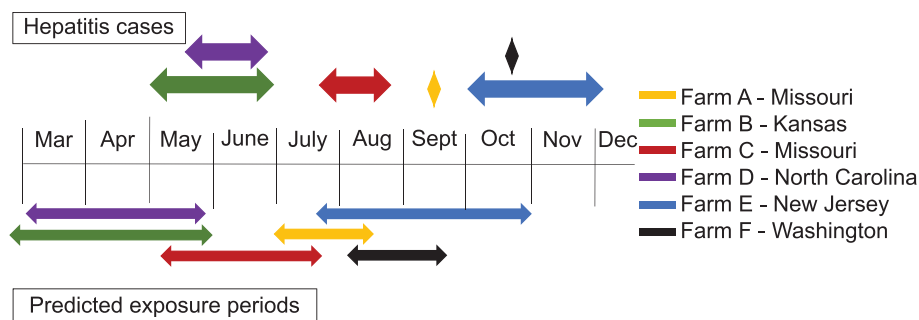 Hepatitis cases
Mar Apr May June July Aug Sept Oct Nov Dec
Farm A - Missouri
Farm B - Kansas
Farm C - Missouri
Farm D - North Carolina
Farm E - New Jersey
Farm F - Washington
Predicted exposure periods